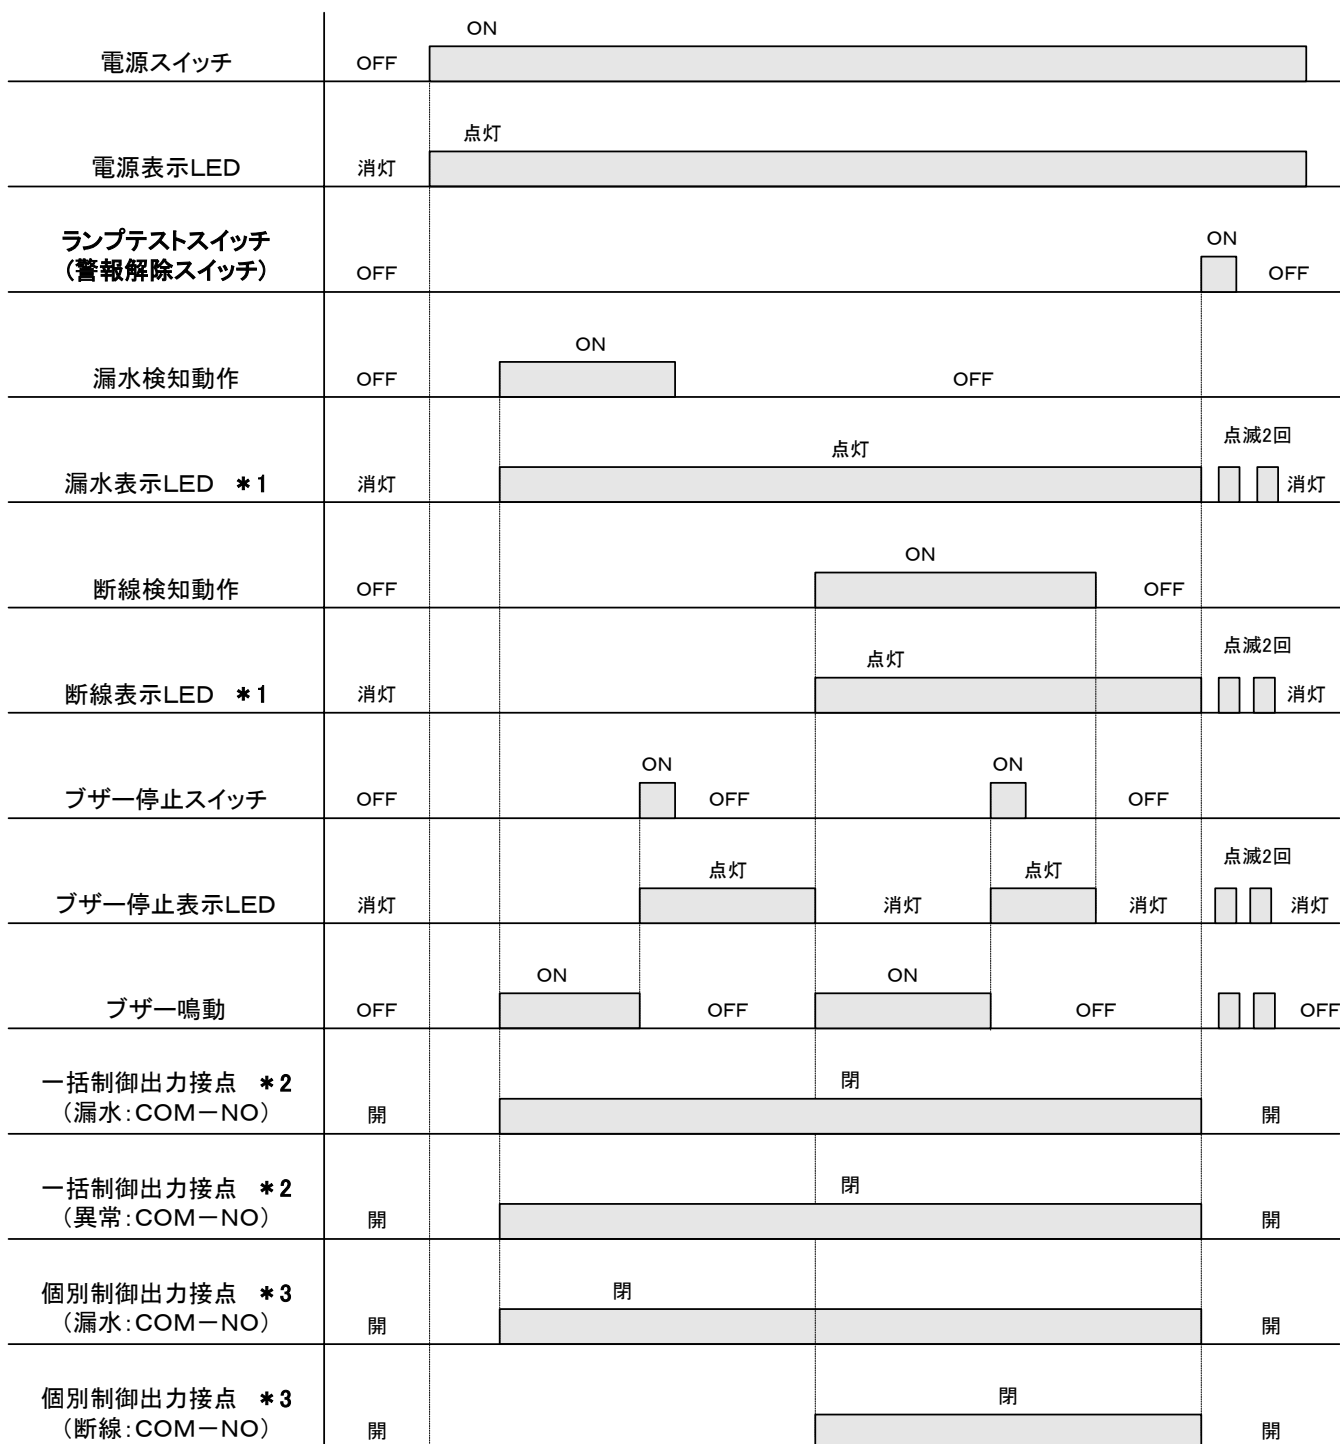 ON
電源スイッチ OFF
点灯
電源表示LED 消灯
ランプテストスイッチ ON
（警報解除スイッチ） OFF OFF
ON
漏水検知動作 OFF OFF
点灯 点滅2回
漏水表示LED ＊1 消灯 消灯
ON
断線検知動作 OFF OFF
点灯 点滅2回
断線表示LED ＊1 消灯 消灯
ON ON
ブザー停止スイッチ OFF OFF OFF
点灯 点灯 点滅2回
ブザー停止表示LED 消灯 消灯 消灯 消灯
ON ON
ブザー鳴動 OFF OFF OFF OFF
一括制御出力接点 ＊2 閉
（漏水：COM－NO） 開 開
一括制御出力接点 ＊2 閉
（異常：COM－NO） 開 開
個別制御出力接点 ＊3 閉
（漏水：COM－NO） 開 開
個別制御出力接点 ＊3 閉
（断線：COM－NO） 開 開